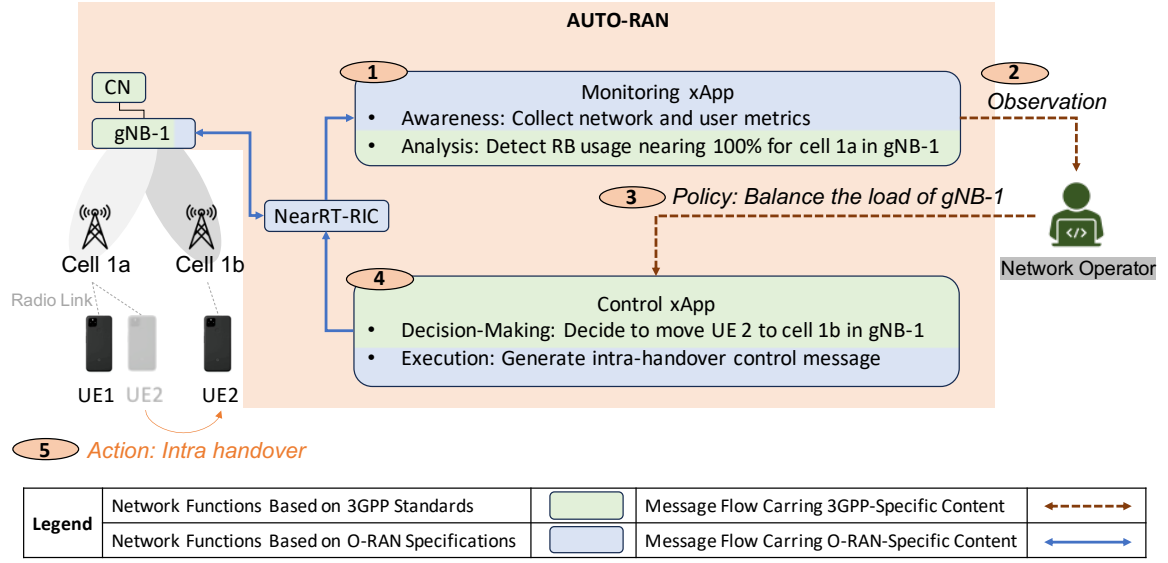 AUTO-RAN
1
2
CN
Monitoring xApp
Observation
• Awareness: Collect network and user metrics
gNB-1
• Analysis: Detect RB usage nearing 100% for cell 1a in gNB-1
3 Policy: Balance the load of gNB-1
NearRT-RIC
</>
Cell 1a Cell 1b
Network Operator
4
Radio Link
Control xApp
• Decision-Making: Decide to move UE 2 to cell 1b in gNB-1
• Execution: Generate intra-handover control message
UE1 UE2 UE2
5 Action: Intra handover
Legend
Network Functions Based on 3GPP Standards
Message Flow Carring 3GPP-Specific Content
Network Functions Based on O-RAN Specifications
Message Flow Carring O-RAN-Specific Content